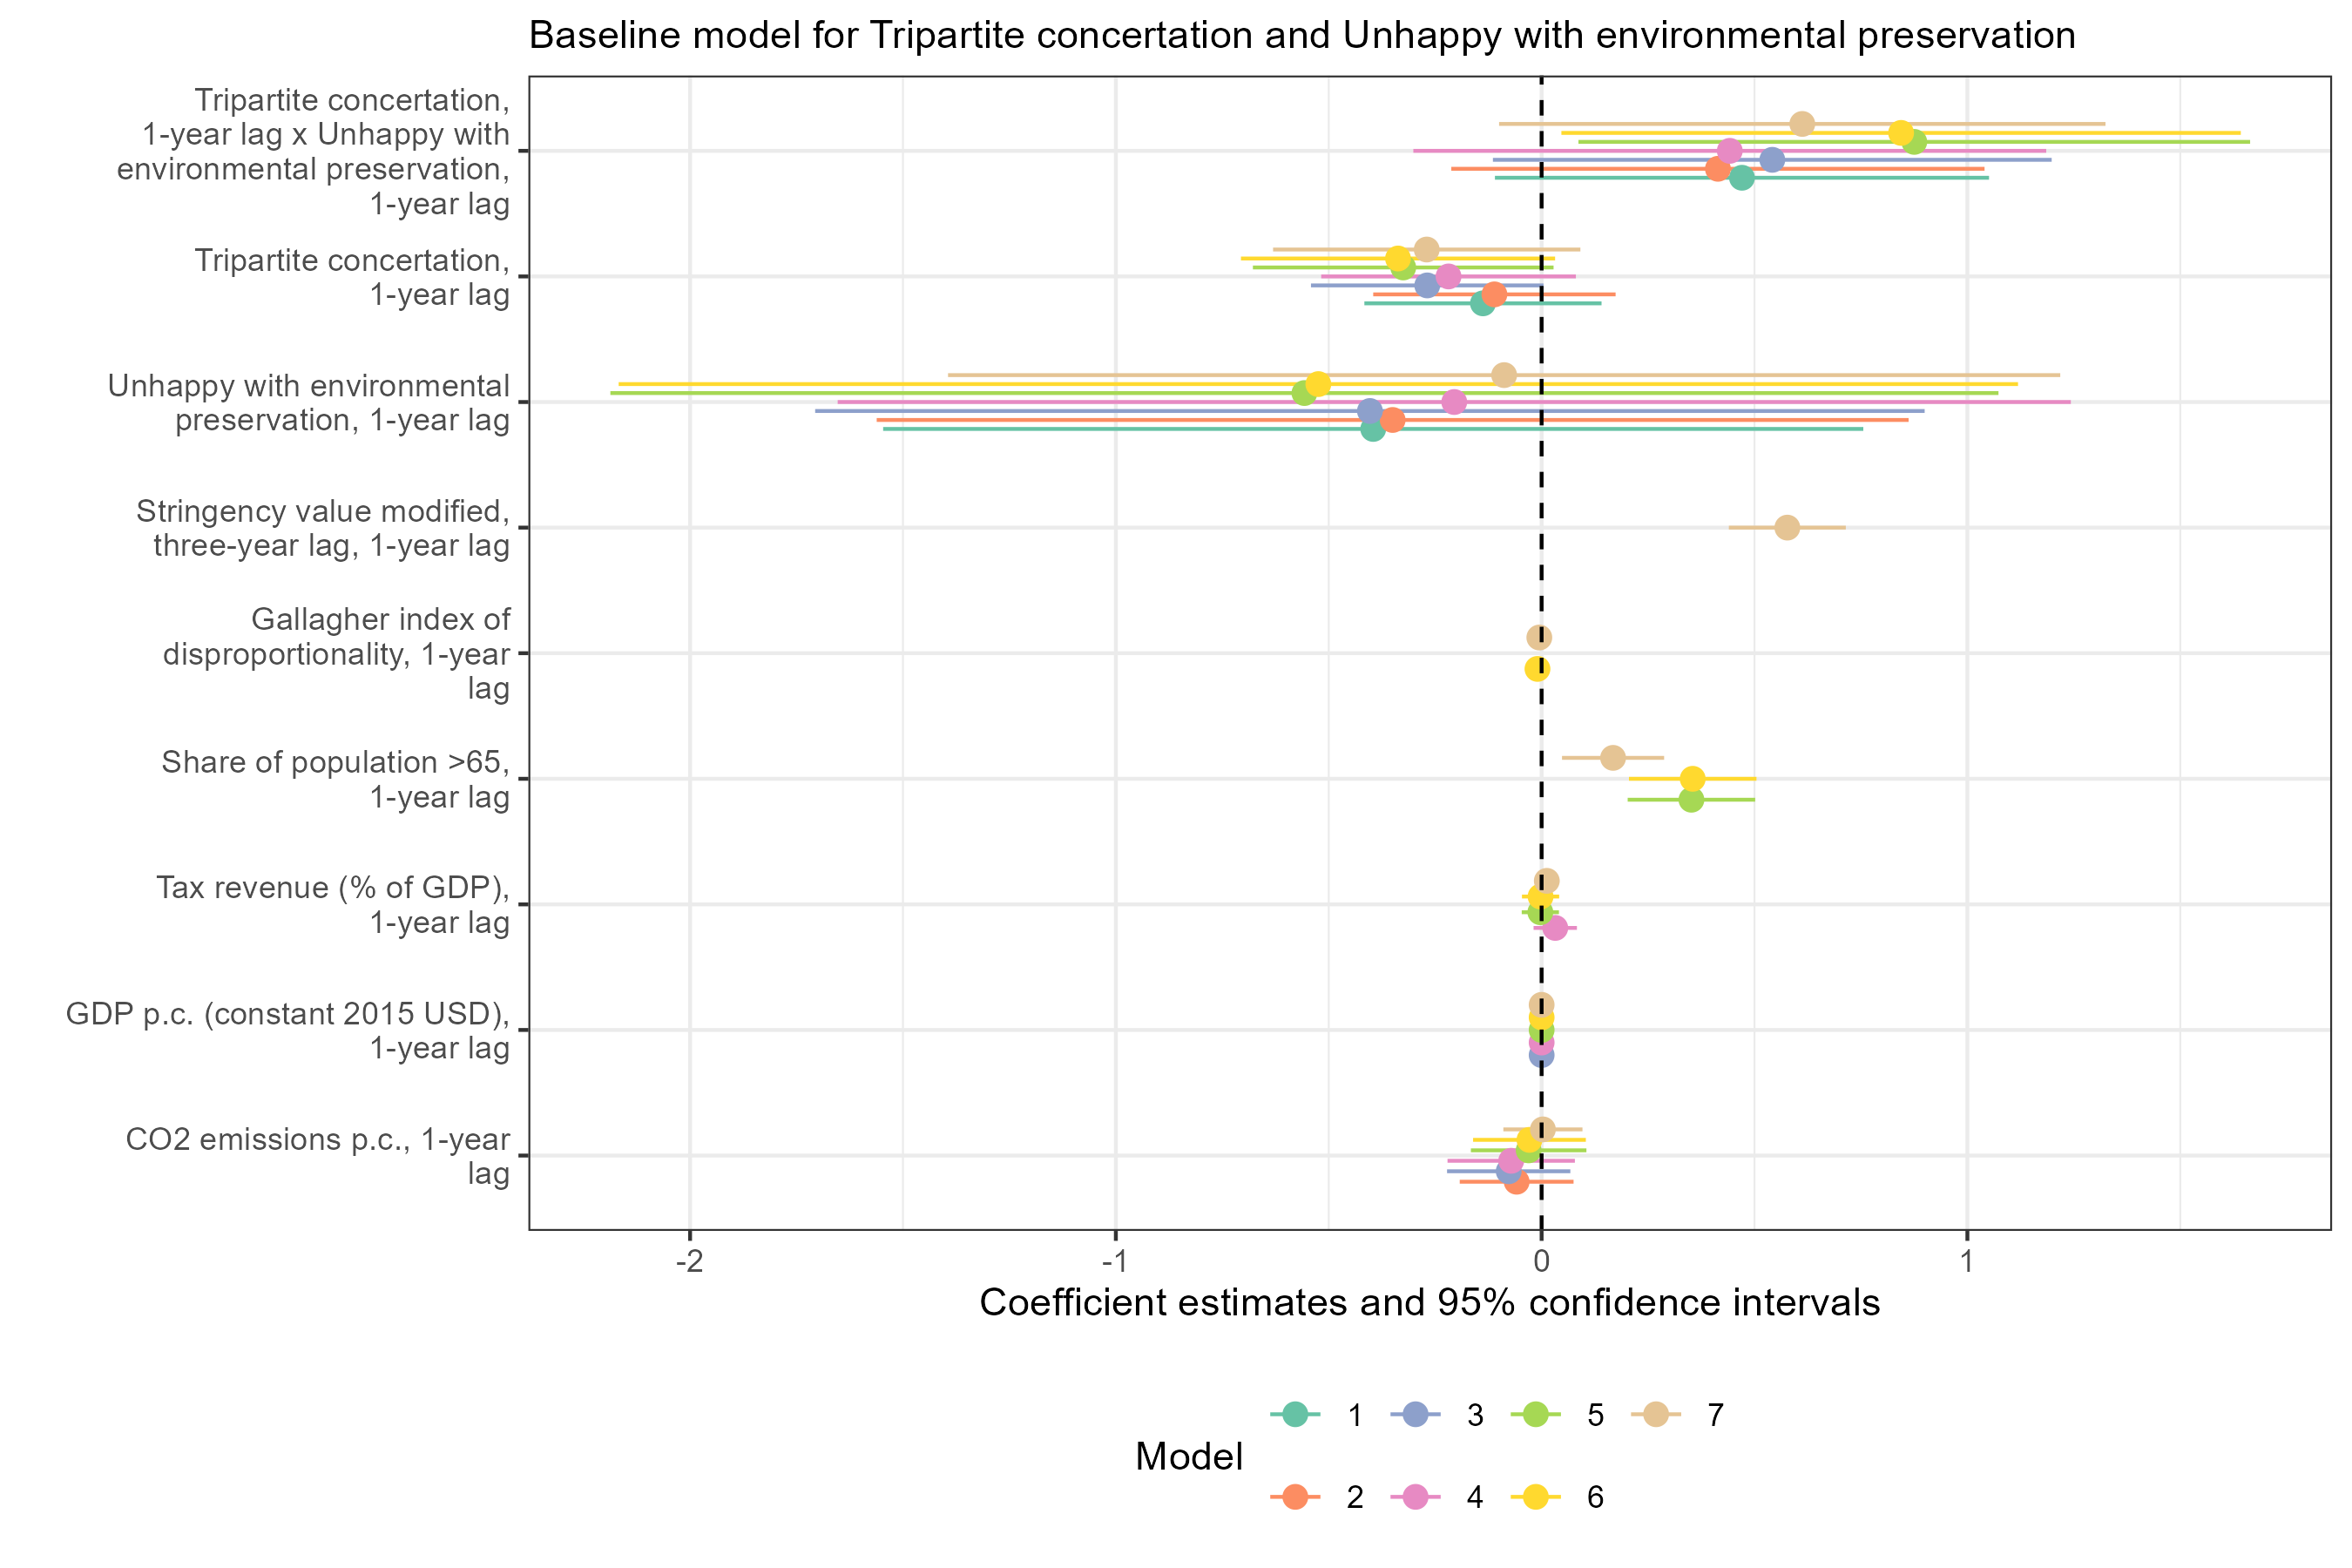 Baseline model for Tripartite concertation and Unhappy with environmental preservation
Tripartite concertation,
1-year lag x Unhappy with
environmental preservation,
1-year lag
Tripartite concertation,
1-year lag
Unhappy with environmental
preservation, 1-year lag
Stringency value modified,
three-year lag, 1-year lag
Gallagher index of
disproportionality, 1-year
lag
Share of population >65,
1-year lag
Tax revenue (% of GDP),
1-year lag
GDP p.c. (constant 2015 USD),
1-year lag
CO2 emissions p.c., 1-year
lag
-2 -1 0 1
Coefficient estimates and 95% confidence intervals
Model
1 3 5 7
2 4 6